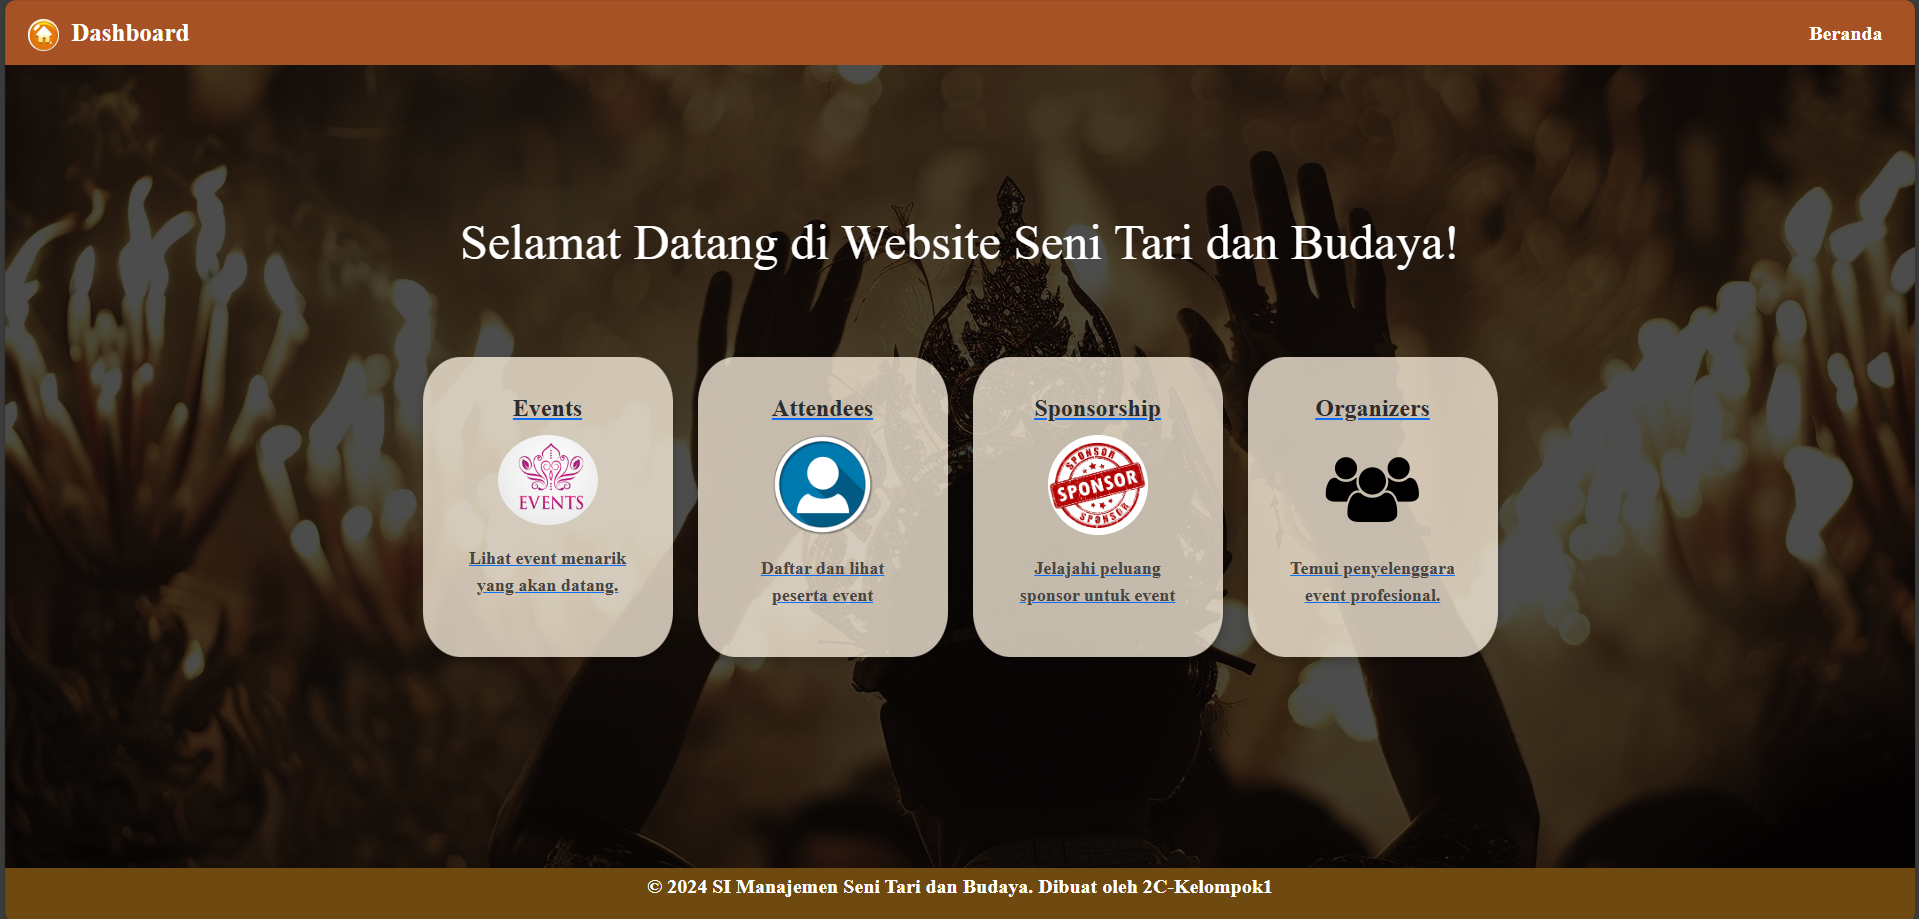 Dashboard
Beranda
Selamat Datang di Website Seni Tari dan Budaya!
Events
EVENTS
Lihat event menarik
yang akan datang.
Attendees
Daftar dan lihat
peserta event
Sponsorship
SPONSOR
SPONSOR
SPONSOR
Jelajahi peluang
sponsor untuk event
Organizers
Temui penyelenggara
event profesional.
© 2024 SI Manajemen Seni Tari dan Budaya. Dibuat oleh 2C-Kelompok1